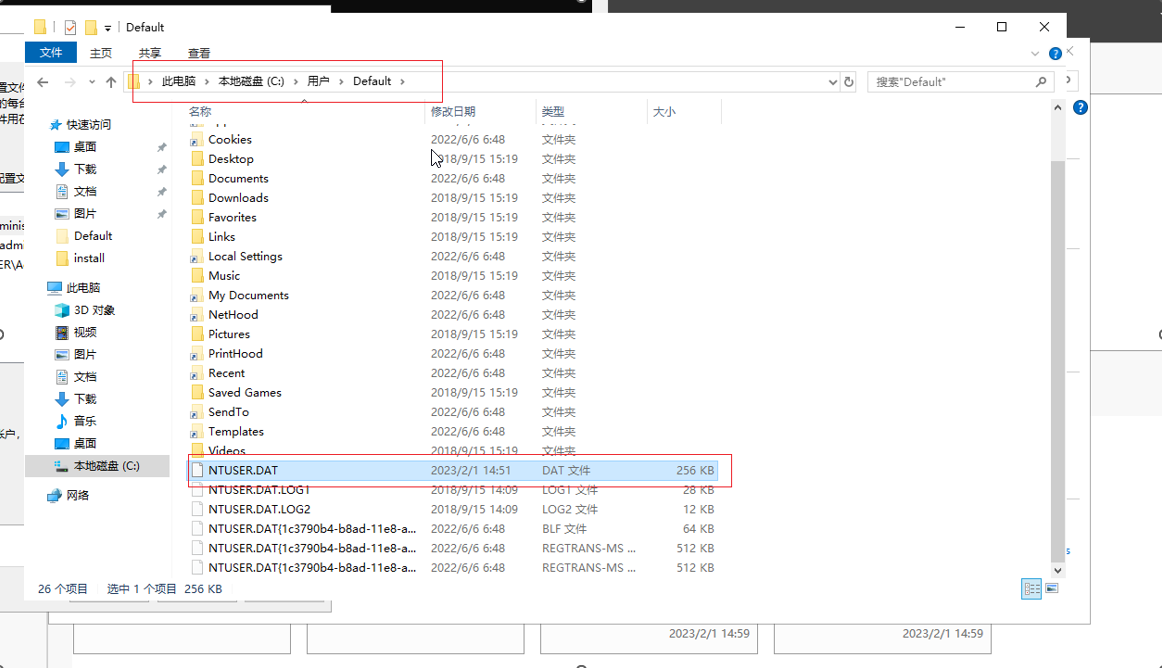 Default
文件 主页 共享 查看
此电脑 本地磁盘 (C:) 用户 Default
搜索"Default"
名称 修改日期 类型 大小
快速访问
桌面
下载
文档
图片
Default
install
此电脑
3D 对象
视频
图片
文档
下载
音乐
桌面
本地磁盘 (C:)
网络
Cookies 2022/6/6 6:48 文件夹
Desktop 2018/9/15 15:19 文件夹
Documents 2022/6/6 6:48 文件夹
Downloads 2018/9/15 15:19 文件夹
Favorites 2018/9/15 15:19 文件夹
Links 2018/9/15 15:19 文件夹
Local Settings 2022/6/6 6:48 文件夹
Music 2018/9/15 15:19 文件夹
My Documents 2022/6/6 6:48 文件夹
NetHood 2022/6/6 6:48 文件夹
Pictures 2018/9/15 15:19 文件夹
PrintHood 2022/6/6 6:48 文件夹
Recent 2022/6/6 6:48 文件夹
Saved Games 2018/9/15 15:19 文件夹
SendTo 2022/6/6 6:48 文件夹
Templates 2022/6/6 6:48 文件夹
Videos 2018/9/15 15:19 文件夹
NTUSER.DAT 2023/2/1 14:51 DAT 文件 256 KB
NTUSER.DAT.LOG1 2018/9/15 14:09 LOG1 文件 28 KB
NTUSER.DAT.LOG2 2018/9/15 14:09 LOG2 文件 12 KB
NTUSER.DAT{1c3790b4-b8ad-11e8-a... 2022/6/6 6:48 BLF 文件 64 KB
NTUSER.DAT{1c3790b4-b8ad-11e8-a... 2022/6/6 6:48 REGTRANS-MS ... 512 KB
NTUSER.DAT{1c3790b4-b8ad-11e8-a... 2022/6/6 6:48 REGTRANS-MS ... 512 KB
26 个项目 选中 1 个项目 256 KB
置文件
的每台
件用在
配置文
minis
admi
ER\A
账户,
2023/2/1 14:59 2023/2/1 14:59